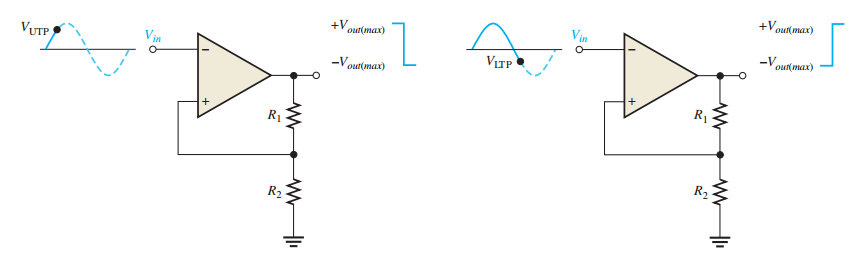 V_UTP
V_in
+V_out(max)
−V_out(max)
−
+
R_1
R_2
V_LTP
V_in
+V_out(max)
−V_out(max)
−
+
R_1
R_2